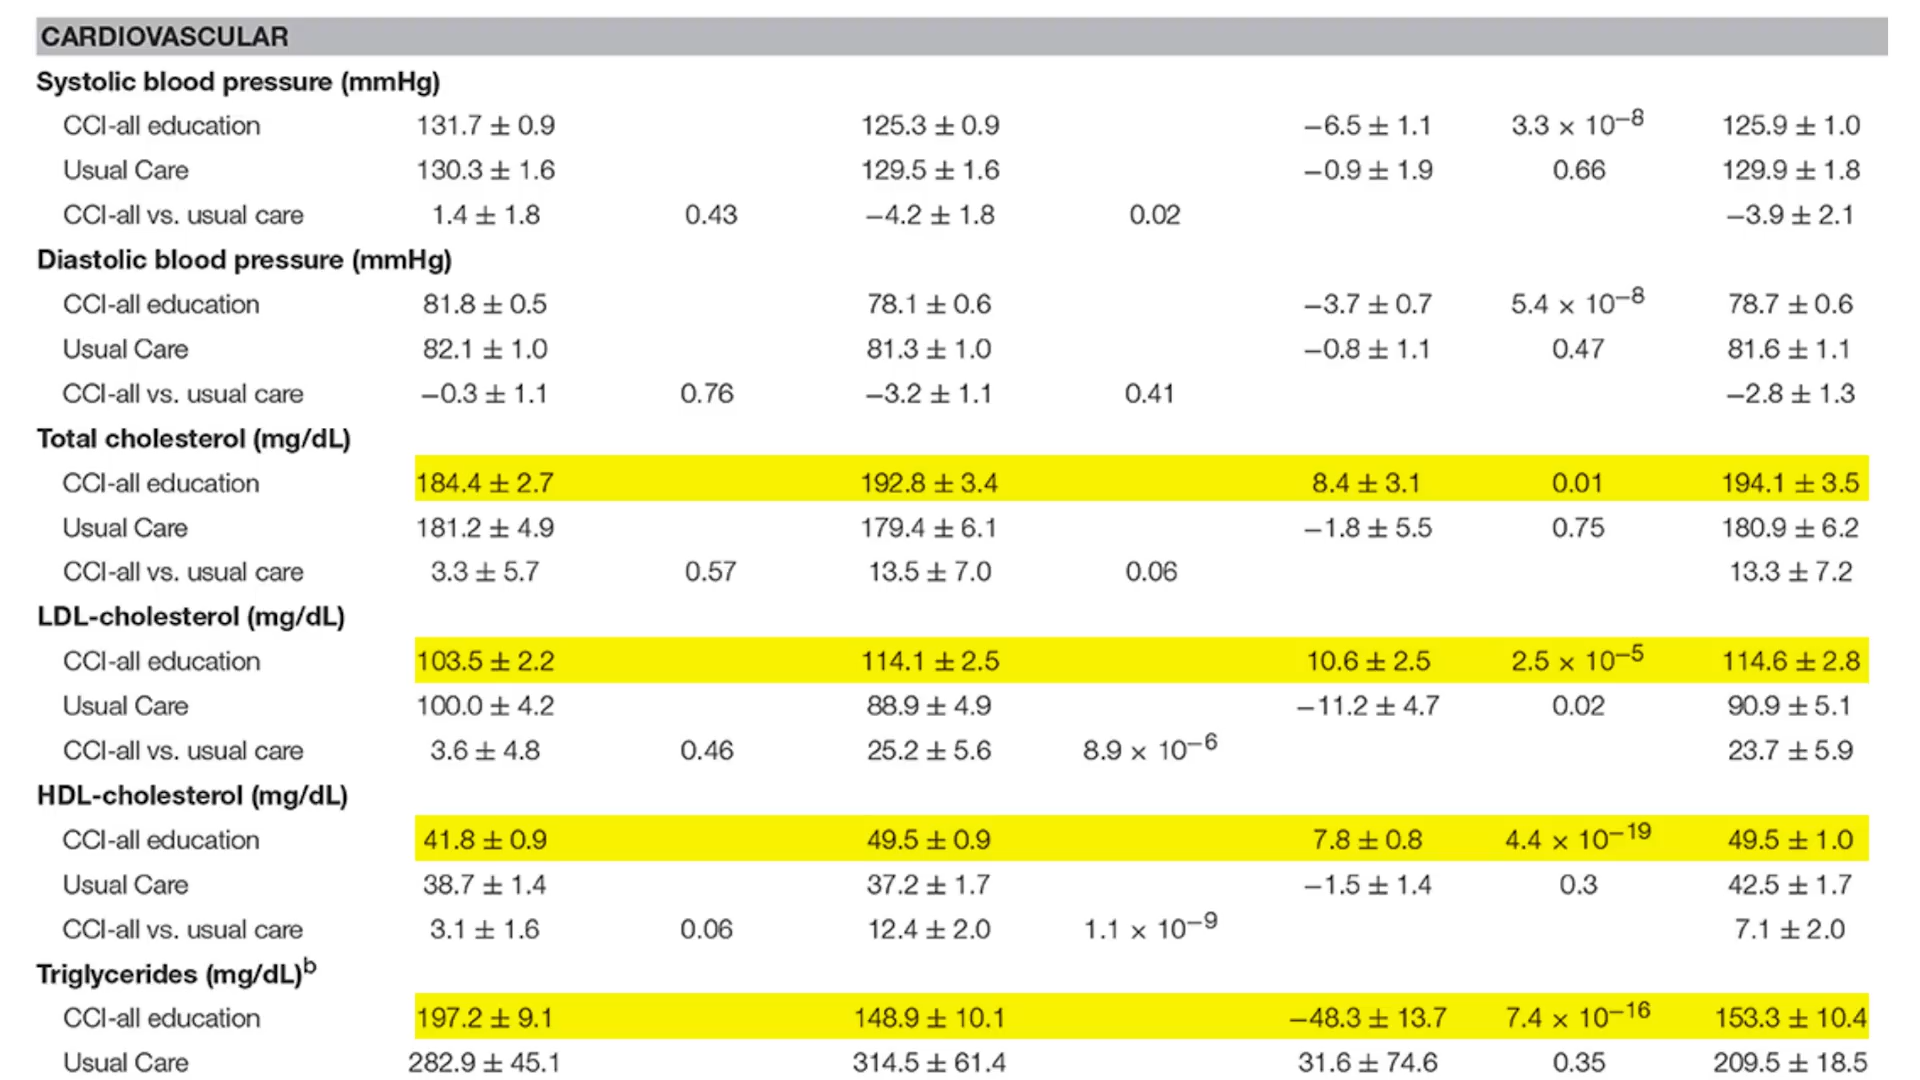 CARDIOVASCULAR
Systolic blood pressure (mmHg)
CCI-all education 131.7 ± 0.9 125.3 ± 0.9 −6.5 ± 1.1 3.3 × 10−8 125.9 ± 1.0
Usual Care 130.3 ± 1.6 129.5 ± 1.6 −0.9 ± 1.9 0.66 129.9 ± 1.8
CCI-all vs. usual care 1.4 ± 1.8 0.43 −4.2 ± 1.8 0.02 −3.9 ± 2.1
Diastolic blood pressure (mmHg)
CCI-all education 81.8 ± 0.5 78.1 ± 0.6 −3.7 ± 0.7 5.4 × 10−8 78.7 ± 0.6
Usual Care 82.1 ± 1.0 81.3 ± 1.0 −0.8 ± 1.1 0.47 81.6 ± 1.1
CCI-all vs. usual care −0.3 ± 1.1 0.76 −3.2 ± 1.1 0.41 −2.8 ± 1.3
Total cholesterol (mg/dL)
CCI-all education 184.4 ± 2.7 192.8 ± 3.4 8.4 ± 3.1 0.01 194.1 ± 3.5
Usual Care 181.2 ± 4.9 179.4 ± 6.1 −1.8 ± 5.5 0.75 180.9 ± 6.2
CCI-all vs. usual care 3.3 ± 5.7 0.57 13.5 ± 7.0 0.06 13.3 ± 7.2
LDL-cholesterol (mg/dL)
CCI-all education 103.5 ± 2.2 114.1 ± 2.5 10.6 ± 2.5 2.5 × 10−5 114.6 ± 2.8
Usual Care 100.0 ± 4.2 88.9 ± 4.9 −11.2 ± 4.7 0.02 90.9 ± 5.1
CCI-all vs. usual care 3.6 ± 4.8 0.46 25.2 ± 5.6 8.9 × 10−6 23.7 ± 5.9
HDL-cholesterol (mg/dL)
CCI-all education 41.8 ± 0.9 49.5 ± 0.9 7.8 ± 0.8 4.4 × 10−19 49.5 ± 1.0
Usual Care 38.7 ± 1.4 37.2 ± 1.7 −1.5 ± 1.4 0.3 42.5 ± 1.7
CCI-all vs. usual care 3.1 ± 1.6 0.06 12.4 ± 2.0 1.1 × 10−9 7.1 ± 2.0
Triglycerides (mg/dL)b
CCI-all education 197.2 ± 9.1 148.9 ± 10.1 −48.3 ± 13.7 7.4 × 10−16 153.3 ± 10.4
Usual Care 282.9 ± 45.1 314.5 ± 61.4 31.6 ± 74.6 0.35 209.5 ± 18.5